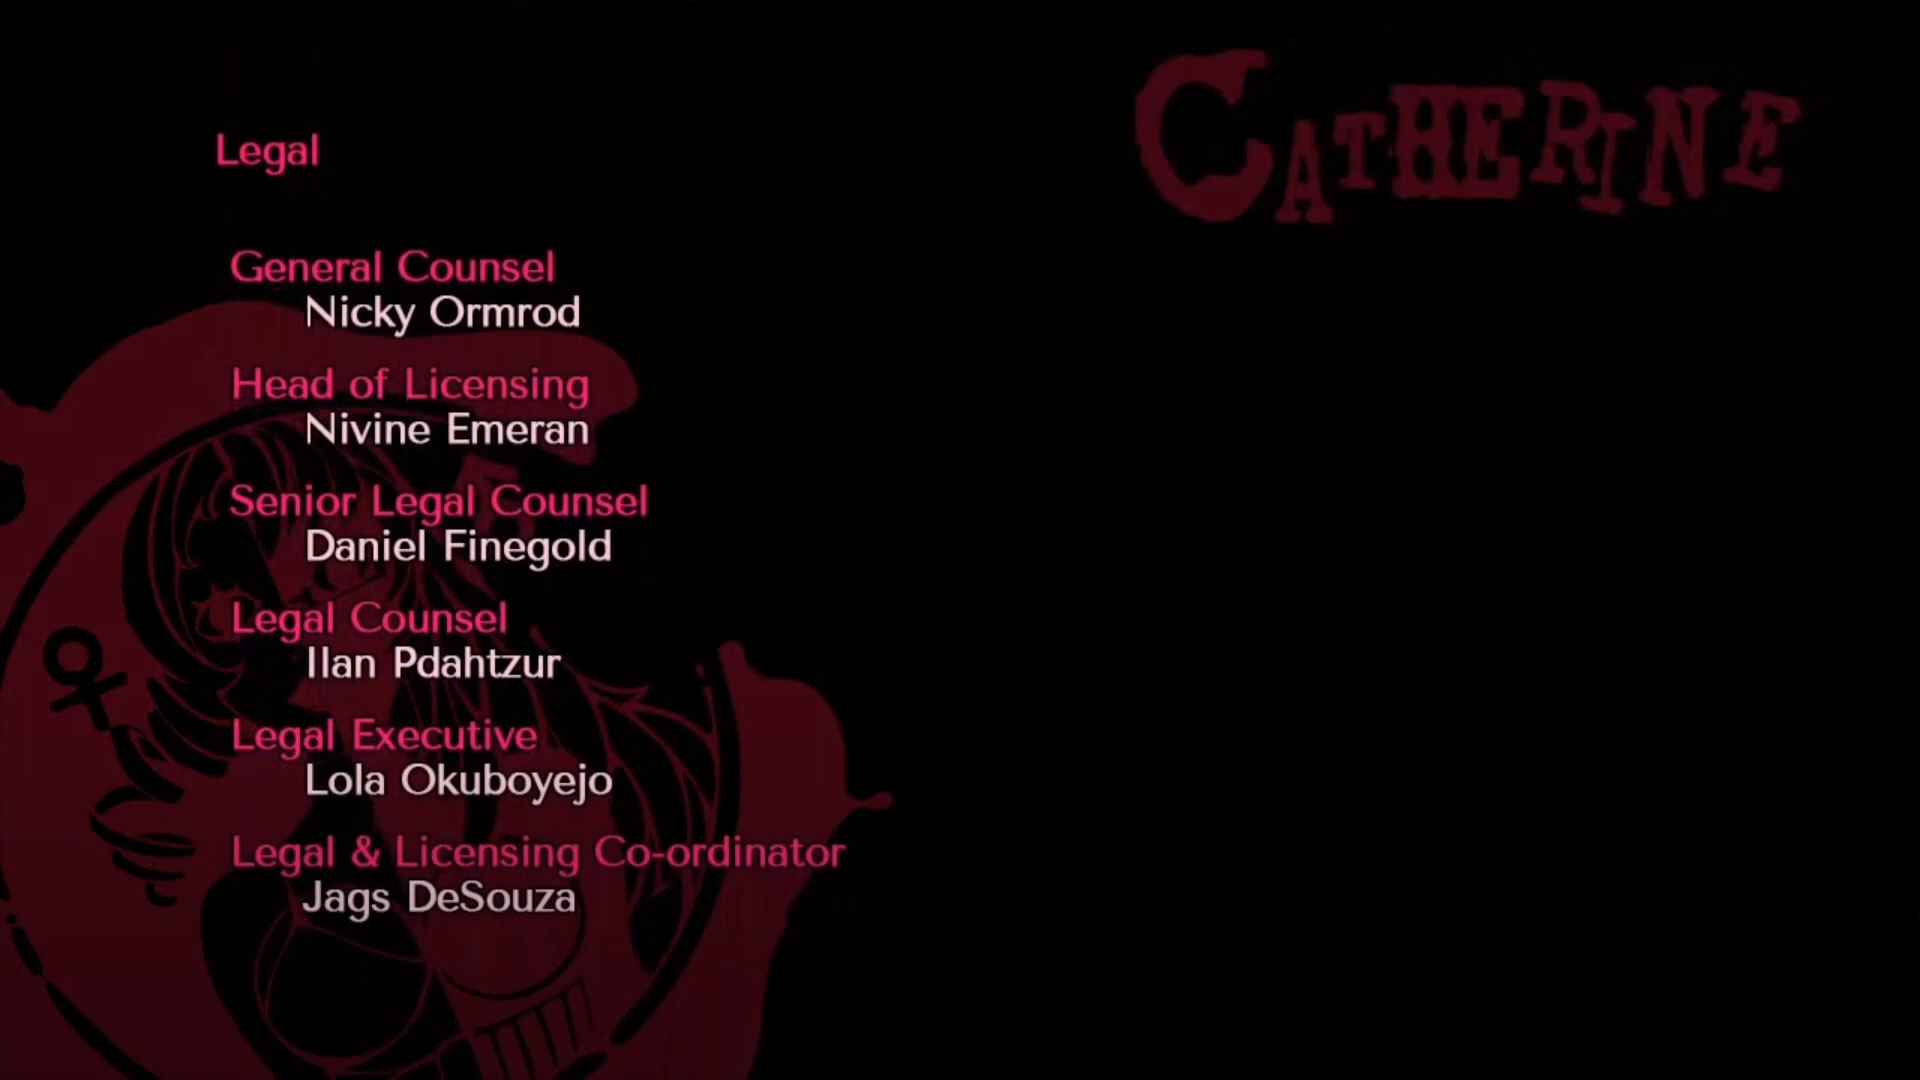 CATHERINE
Legal
General Counsel
Nicky Ormrod
Head of Licensing
Nivine Emeran
Senior Legal Counsel
Daniel Finegold
Legal Counsel
Ilan Pdahtzur
Legal Executive
Lola Okuboyejo
Legal & Licensing Co-ordinator
Jags DeSouza